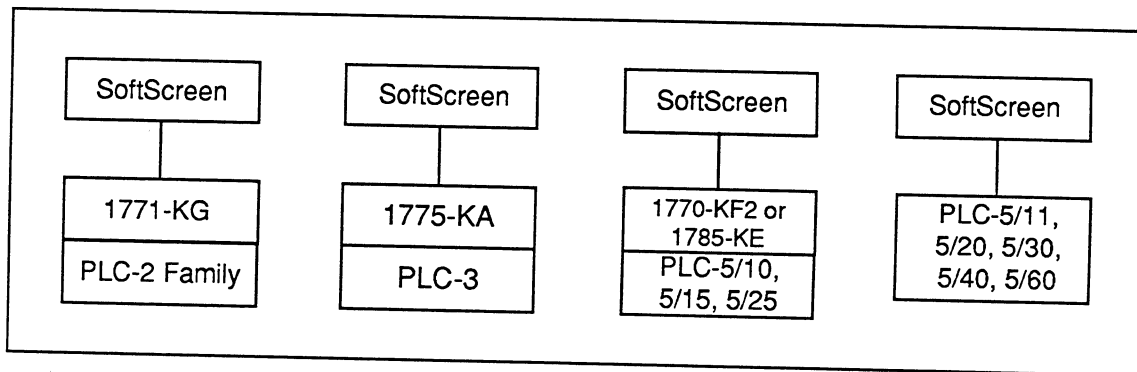 SoftScreen
1771-KG
PLC-2 Family
SoftScreen
1775-KA
PLC-3
SoftScreen
1770-KF2 or
1785-KE
PLC-5/10,
5/15, 5/25
SoftScreen
PLC-5/11,
5/20, 5/30,
5/40, 5/60